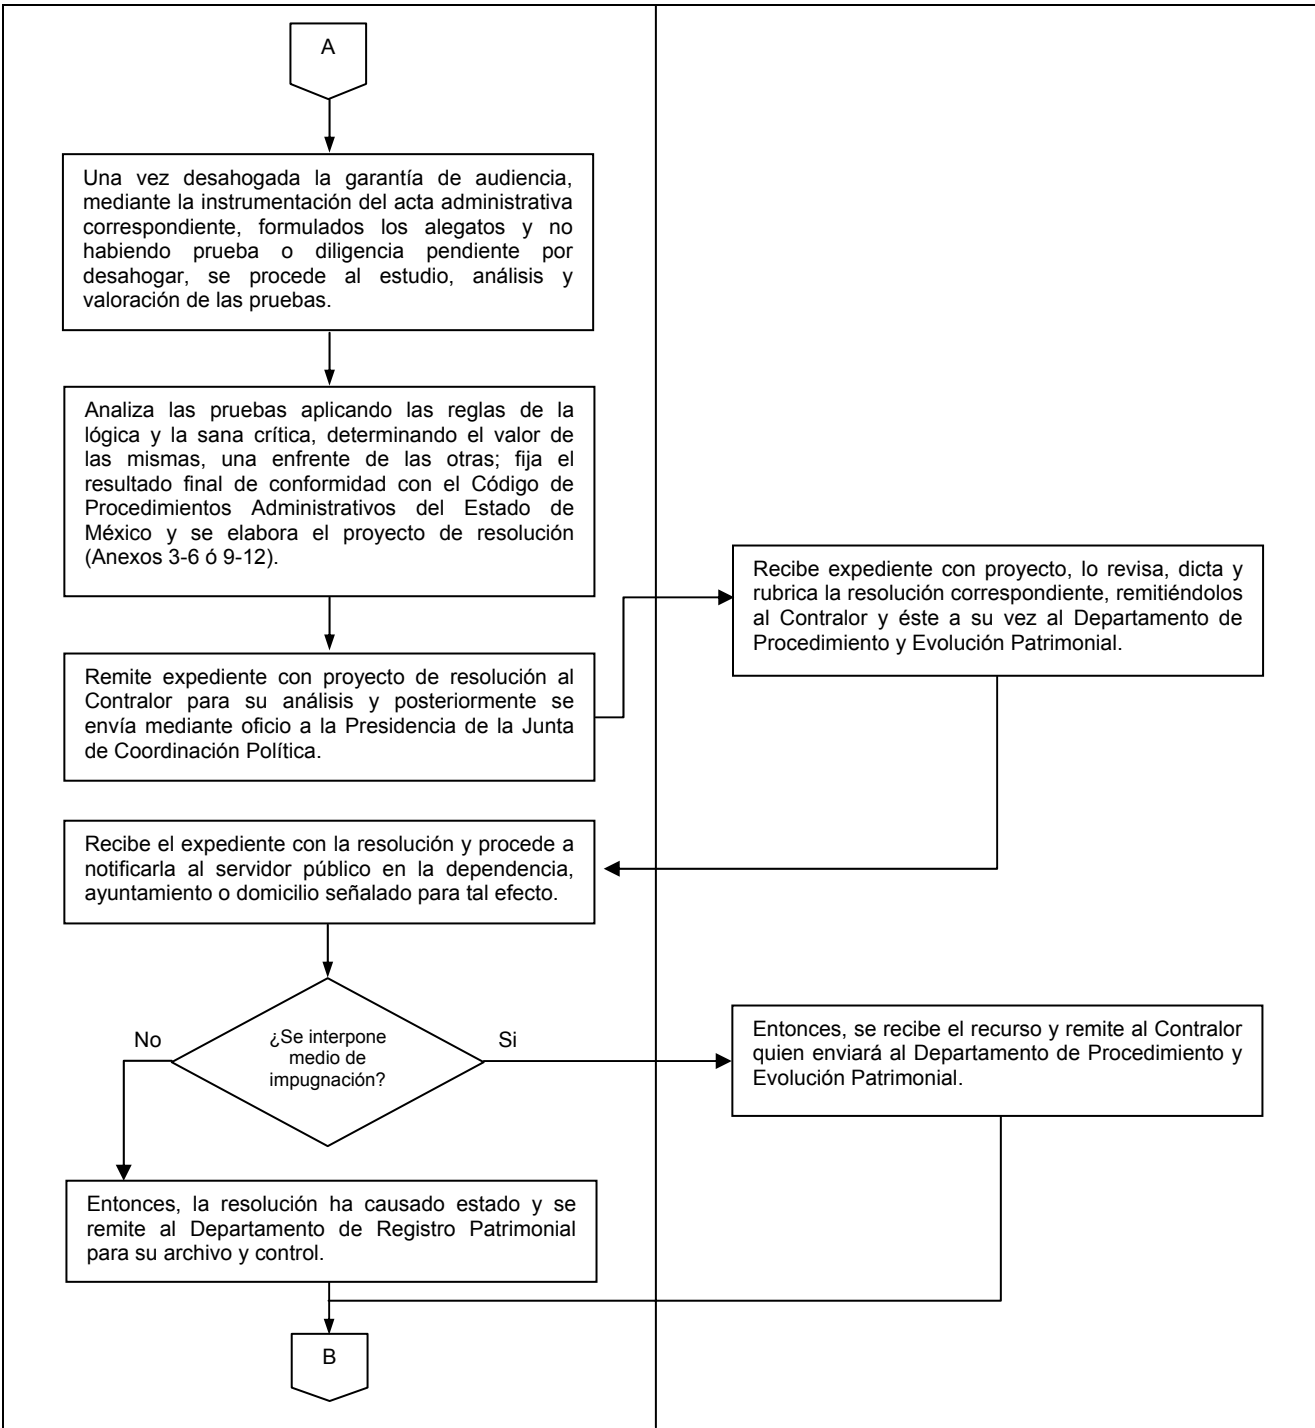 A
Una vez desahogada la garantía de audiencia,
mediante la instrumentación del acta administrativa
correspondiente, formulados los alegatos y no
habiendo prueba o diligencia pendiente por
desahogar, se procede al estudio, análisis y
valoración de las pruebas.
Analiza las pruebas aplicando las reglas de la
lógica y la sana crítica, determinando el valor de
las mismas, una enfrente de las otras; fija el
resultado final de conformidad con el Código de
Procedimientos Administrativos del Estado de
México y se elabora el proyecto de resolución
(Anexos 3-6 ó 9-12).
Remite expediente con proyecto de resolución al
Contralor para su análisis y posteriormente se
envía mediante oficio a la Presidencia de la Junta
de Coordinación Política.
Recibe expediente con proyecto, lo revisa, dicta y
rubrica la resolución correspondiente, remitiéndolos
al Contralor y éste a su vez al Departamento de
Procedimiento y Evolución Patrimonial.
Recibe el expediente con la resolución y procede a
notificarla al servidor público en la dependencia,
ayuntamiento o domicilio señalado para tal efecto.
¿Se interpone
medio de
impugnación?
No
Si
Entonces, se recibe el recurso y remite al Contralor
quien enviará al Departamento de Procedimiento y
Evolución Patrimonial.
Entonces, la resolución ha causado estado y se
remite al Departamento de Registro Patrimonial
para su archivo y control.
B